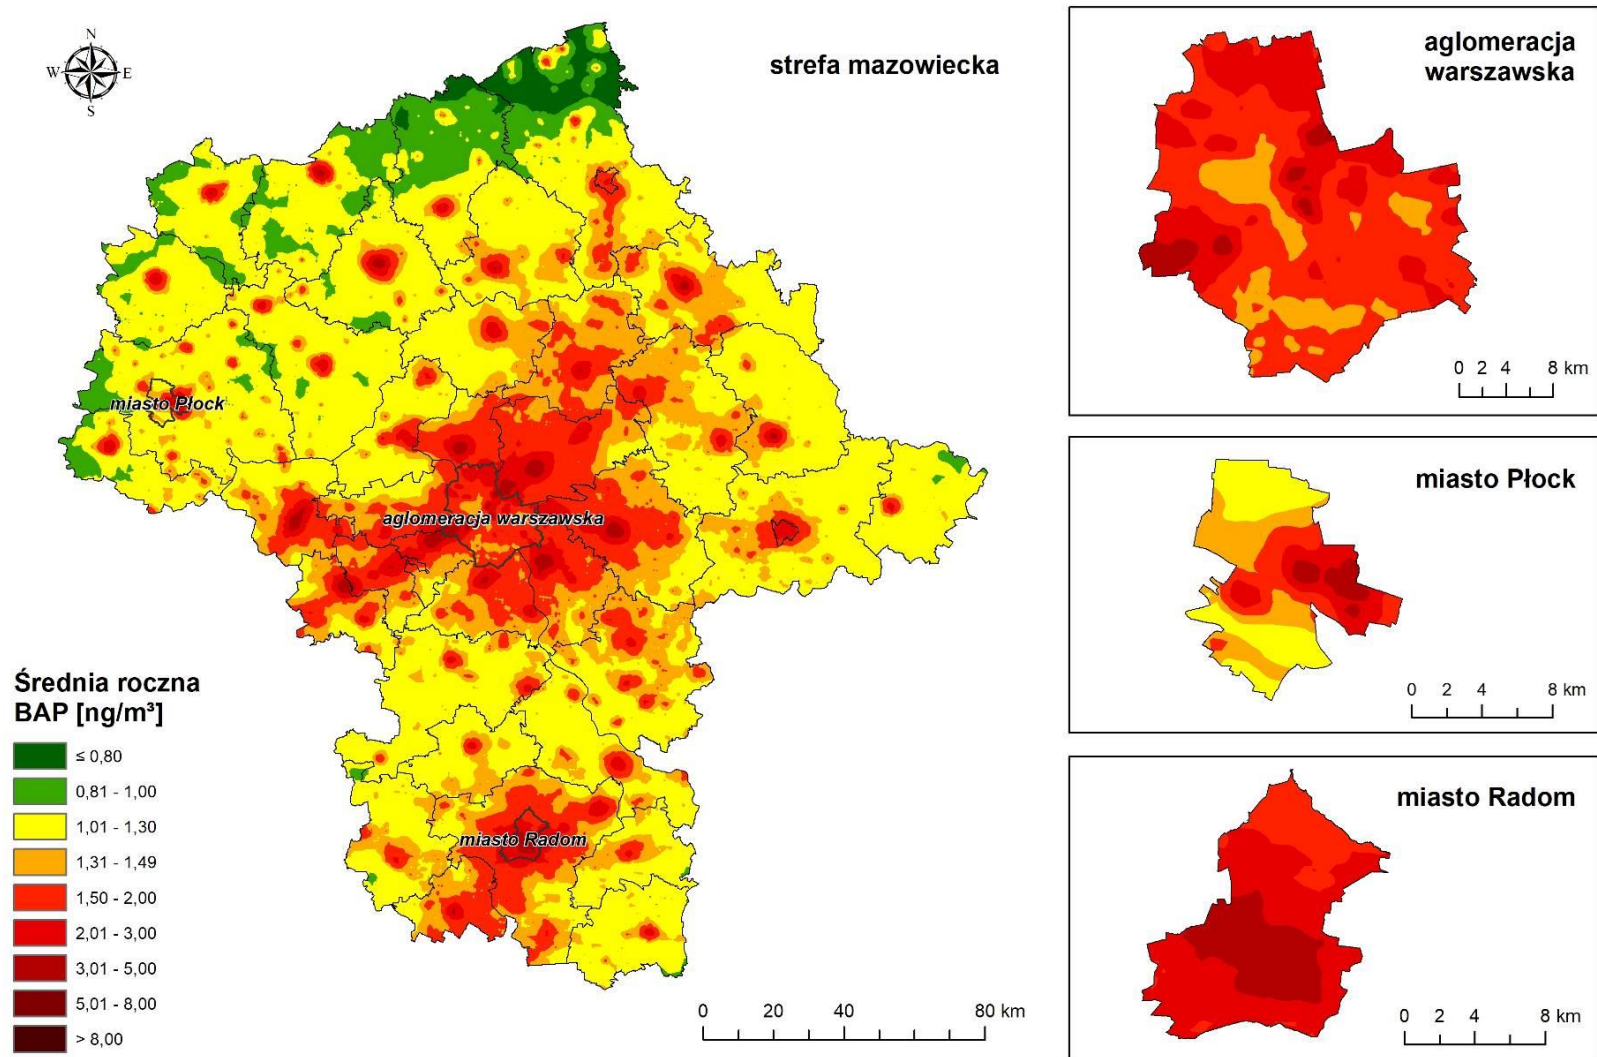 N
W E
S
strefa mazowiecka
miasto Płock
aglomeracja warszawska
miasto Radom
Średnia roczna
BAP [ng/m³]
≤ 0,80
0,81 - 1,00
1,01 - 1,30
1,31 - 1,49
1,50 - 2,00
2,01 - 3,00
3,01 - 5,00
5,01 - 8,00
> 8,00
0 20 40 80 km
aglomeracja
warszawska
0 2 4 8 km
miasto Płock
0 2 4 8 km
miasto Radom
0 2 4 8 km